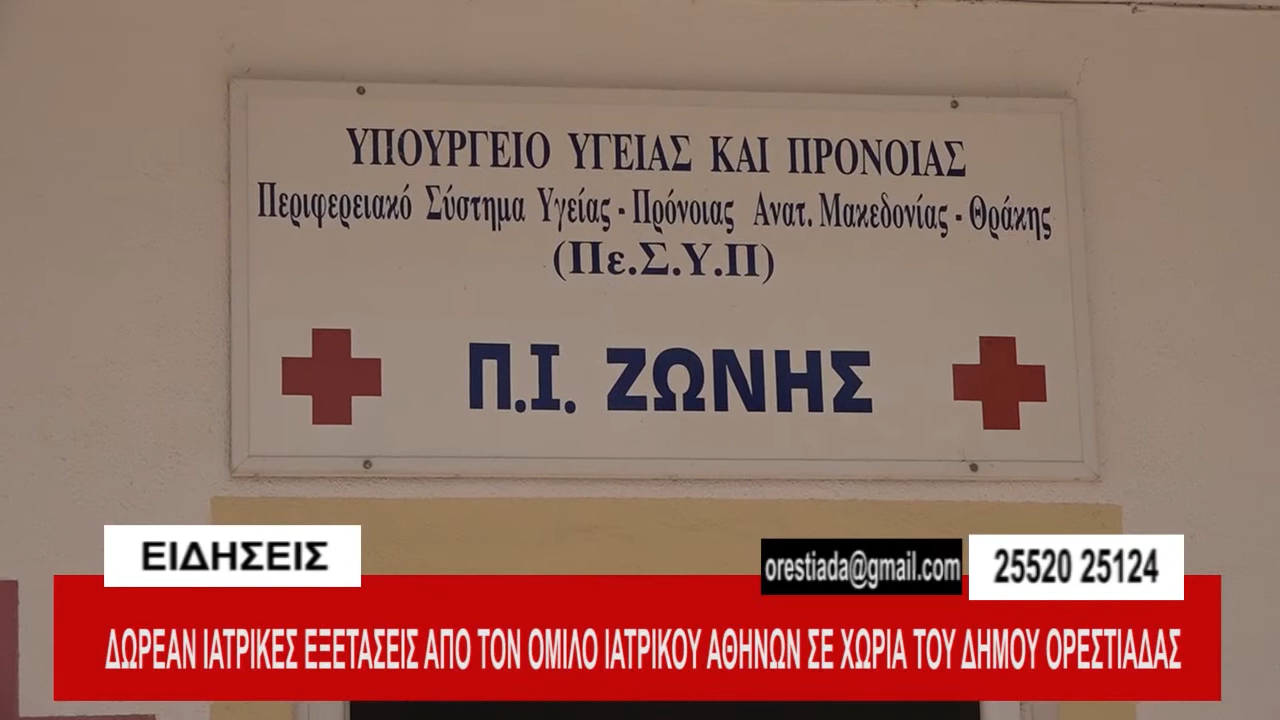 ΥΠΟΥΡΓΕΙΟ ΥΓΕΙΑΣ ΚΑΙ ΠΡΟΝΟΙΑΣ
Περιφερειακό Σύστημα Υγείας - Πρόνοιας Ανατ. Μακεδονίας - Θράκης
(Πε.Σ.Υ.Π)
Π.Ι. ΖΩΝΗΣ
ΕΙΔΗΣΕΙΣ
orestiada@gmail.com
25520 25124
ΔΩΡΕΑΝ ΙΑΤΡΙΚΕΣ ΕΞΕΤΑΣΕΙΣ ΑΠΟ ΤΟΝ ΟΜΙΛΟ ΙΑΤΡΙΚΟΥ ΑΘΗΝΩΝ ΣΕ ΧΩΡΙΑ ΤΟΥ ΔΗΜΟΥ ΟΡΕΣΤΙΑΔΑΣ